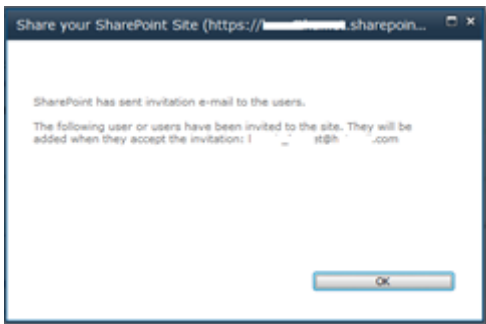 Share your SharePoint Site (https:// .sharepoin...
SharePoint has sent invitation e-mail to the users.
The following user or users have been invited to the site. They will be
added when they accept the invitation:
OK